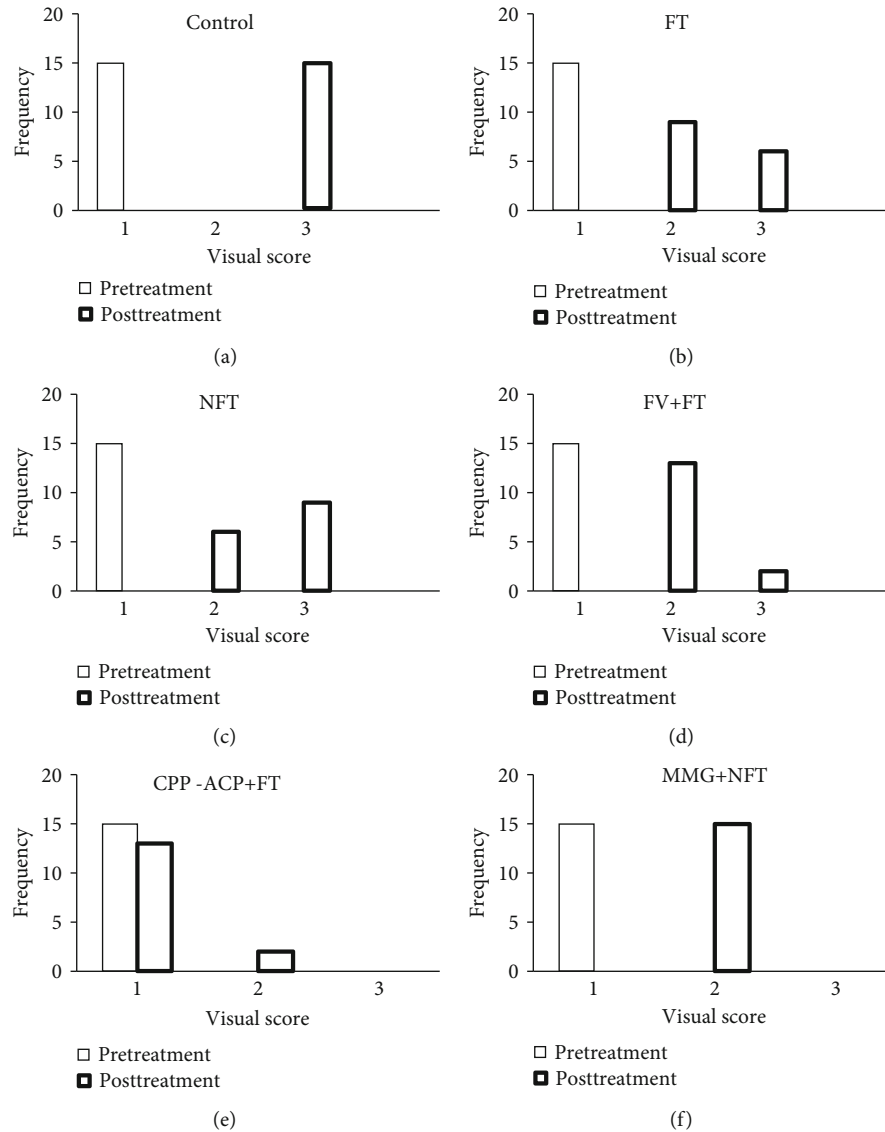 Control
Frequency
20
15
10
5
0
1 2 3
Visual score
Pretreatment
Posttreatment
(a)
FT
Frequency
20
15
10
5
0
1 2 3
Visual score
Pretreatment
Posttreatment
(b)
NFT
Frequency
20
15
10
5
0
1 2 3
Visual score
Pretreatment
Posttreatment
(c)
FV+FT
Frequency
20
15
10
5
0
1 2 3
Visual score
Pretreatment
Posttreatment
(d)
CPP -ACP+FT
Frequency
20
15
10
5
0
1 2 3
Visual score
Pretreatment
Posttreatment
(e)
MMG+NFT
Frequency
20
15
10
5
0
1 2 3
Visual score
Pretreatment
Posttreatment
(f)